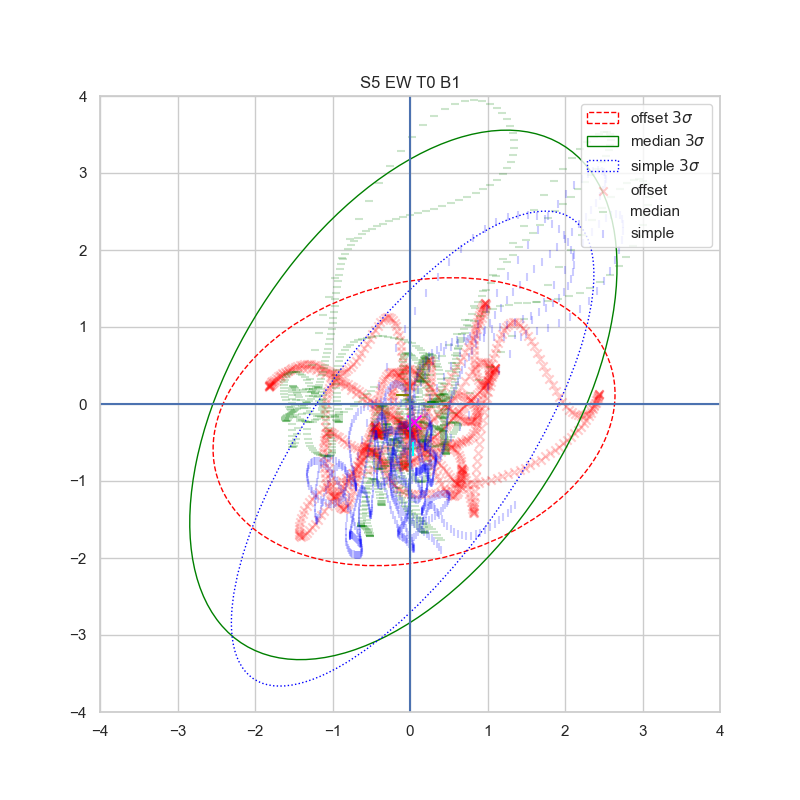 S5 EW T0 B1
offset 3σ
median 3σ
simple 3σ
offset
median
simple
4
3
2
1
0
−1
−2
−3
−4
−4 −3 −2 −1 0 1 2 3 4